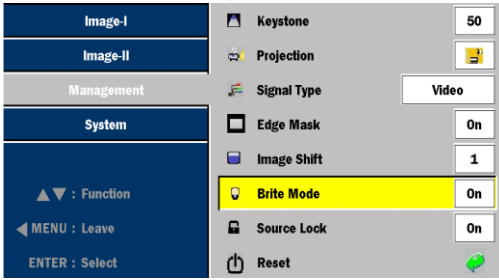 Image-I
Image-II
Management
System
▲▼ : Function
◀ MENU : Leave
ENTER : Select
Keystone 50
Projection
Signal Type Video
Edge Mask On
Image Shift 1
Brite Mode On
Source Lock On
Reset